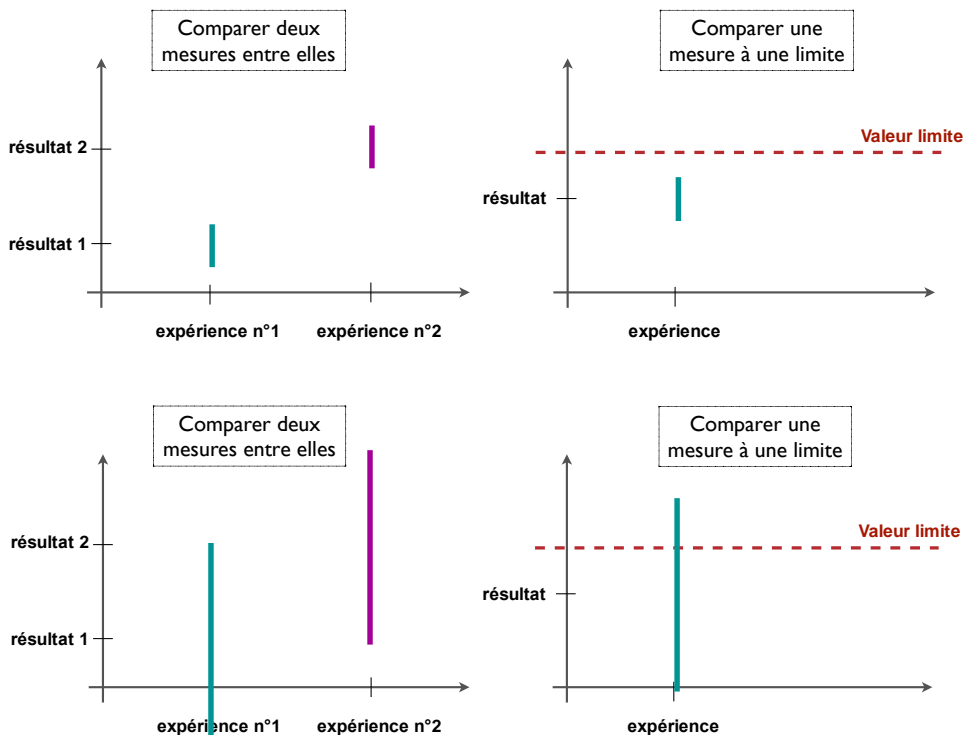 Comparer deux
mesures entre elles
résultat 2
résultat 1
expérience n°1
expérience n°2
Comparer une
mesure à une limite
Valeur limite
résultat
expérience
Comparer deux
mesures entre elles
résultat 2
résultat 1
expérience n°1
expérience n°2
Comparer une
mesure à une limite
Valeur limite
résultat
expérience